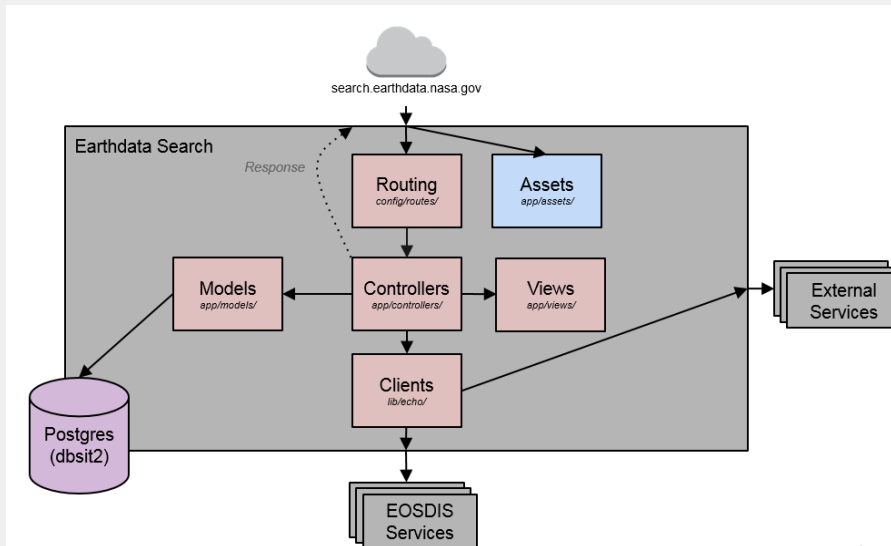 search.earthdata.nasa.gov
Earthdata Search
Response
Routing
config/routes/
Assets
app/assets/
Models
app/models/
Controllers
app/controllers/
Views
app/views/
External
Services
Clients
lib/echo/
Postgres
(dbsit2)
EOSDIS
Services